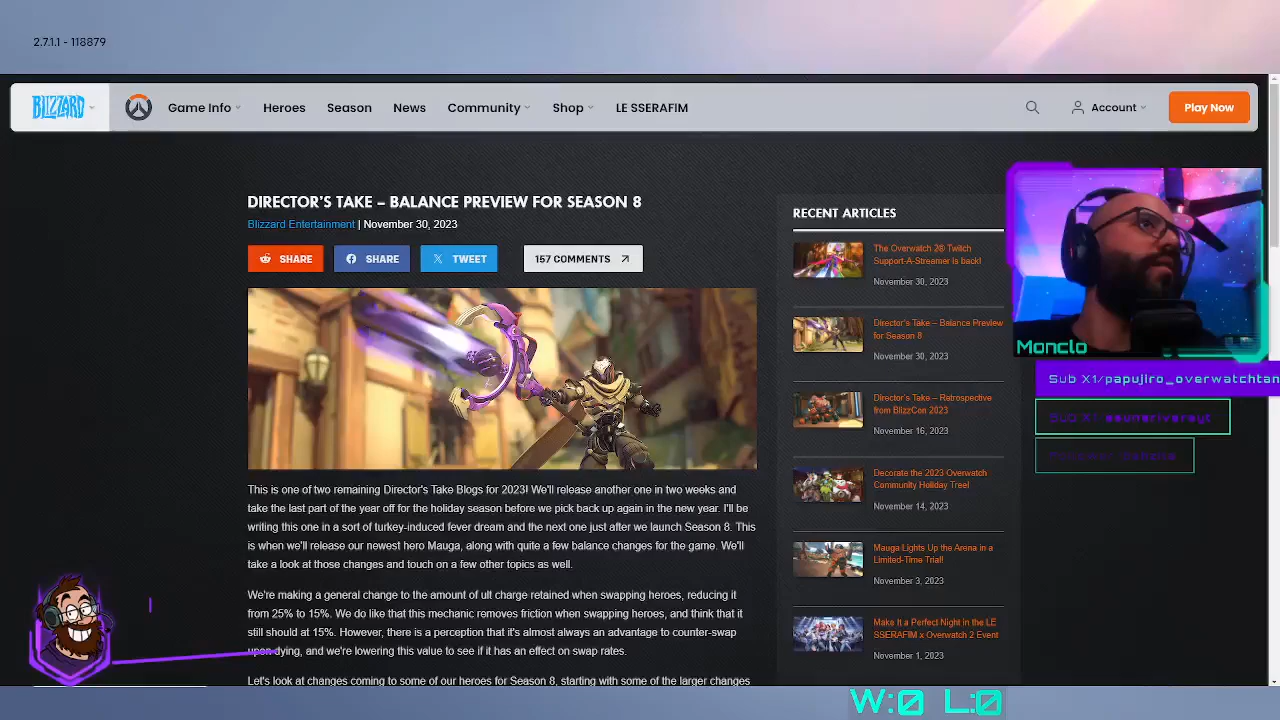 2.7.1.1 - 118879
BLIZZARD
Game Info
Heroes
Season
News
Community
Shop
LE SSERAFIM
Account
Play Now
DIRECTOR'S TAKE – BALANCE PREVIEW FOR SEASON 8
Blizzard Entertainment | November 30, 2023
SHARE
SHARE
TWEET
157 COMMENTS
This is one of two remaining Director's Take Blogs for 2023! We'll release another one in two weeks and
take the last part of the year off for the holiday season before we pick back up again in the new year. I'll be
writing this one in a sort of turkey-induced fever dream and the next one just after we launch Season 8. This
is when we'll release our newest hero Mauga, along with quite a few balance changes for the game. We'll
take a look at those changes and touch on a few other topics as well.
We're making a general change to the amount of ult charge retained when swapping heroes, reducing it
from 25% to 15%. We do like that this mechanic removes friction when swapping heroes, and think that it
still should at 15%. However, there is a perception that it's almost always an advantage to counter-swap
upon dying, and we're lowering this value to see if it has an effect on swap rates.
Let's look at changes coming to some of our heroes for Season 8, starting with some of the larger changes
RECENT ARTICLES
The Overwatch 2® Twitch
Support-A-Streamer is back!
November 30, 2023
Director's Take – Balance Preview
for Season 8
November 30, 2023
Director's Take – Retrospective
from BlizzCon 2023
November 16, 2023
Decorate the 2023 Overwatch
Community Holiday Tree!
November 14, 2023
Mauga Lights Up the Arena in a
Limited-Time Trial!
November 3, 2023
Make It a Perfect Night in the LE
SSERAFIM x Overwatch 2 Event
November 1, 2023
Monclo
Sub X1/papujiro_overwatchtan
W:0 L:0